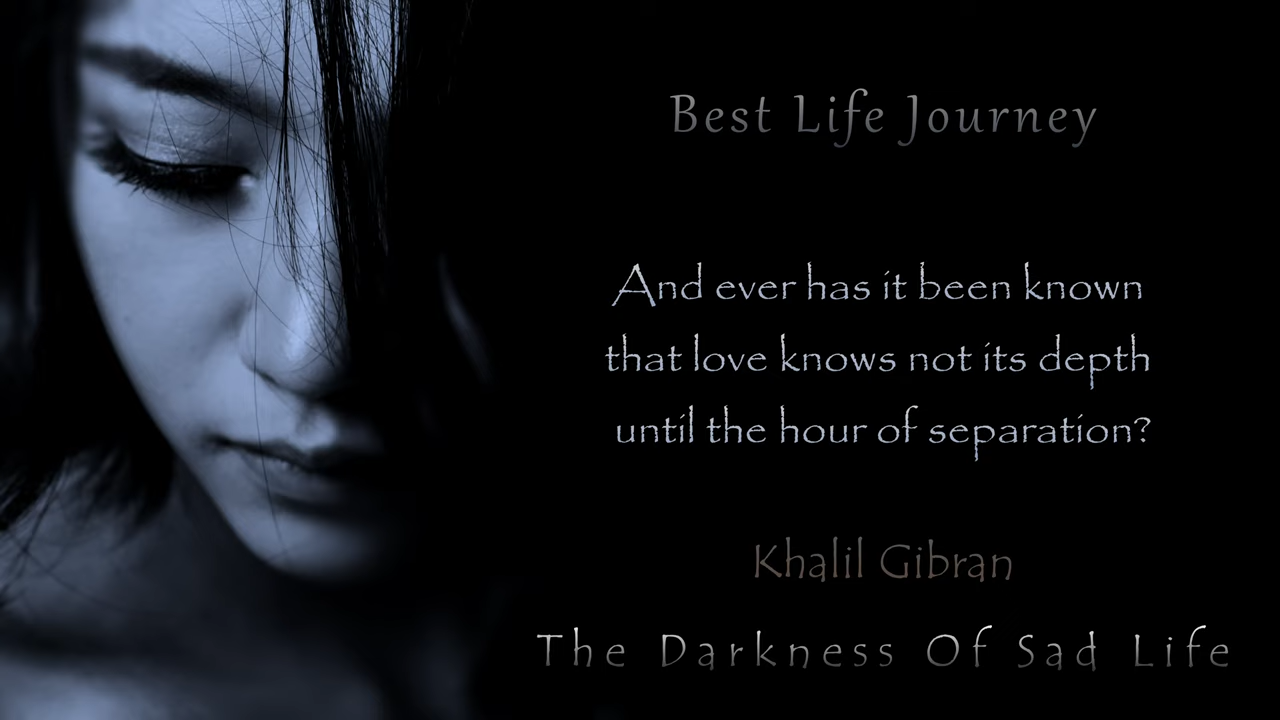 Best Life Journey
And ever has it been known
that love knows not its depth
until the hour of separation?
Khalil Gibran
The Darkness Of Sad Life